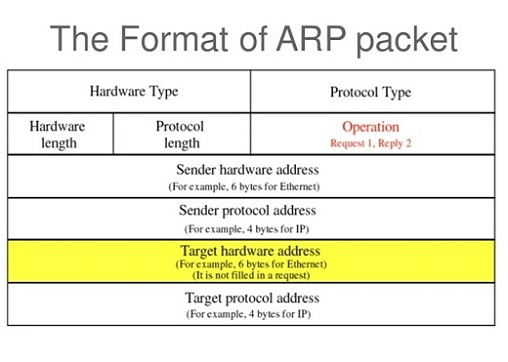 The Format of ARP packet
Hardware Type
Protocol Type
Hardware
length
Protocol
length
Operation
Request 1, Reply 2
Sender hardware address
(For example, 6 bytes for Ethernet)
Sender protocol address
(For example, 4 bytes for IP)
Target hardware address
(For example, 6 bytes for Ethernet)
(It is not filled in a request)
Target protocol address
(For example, 4 bytes for IP)